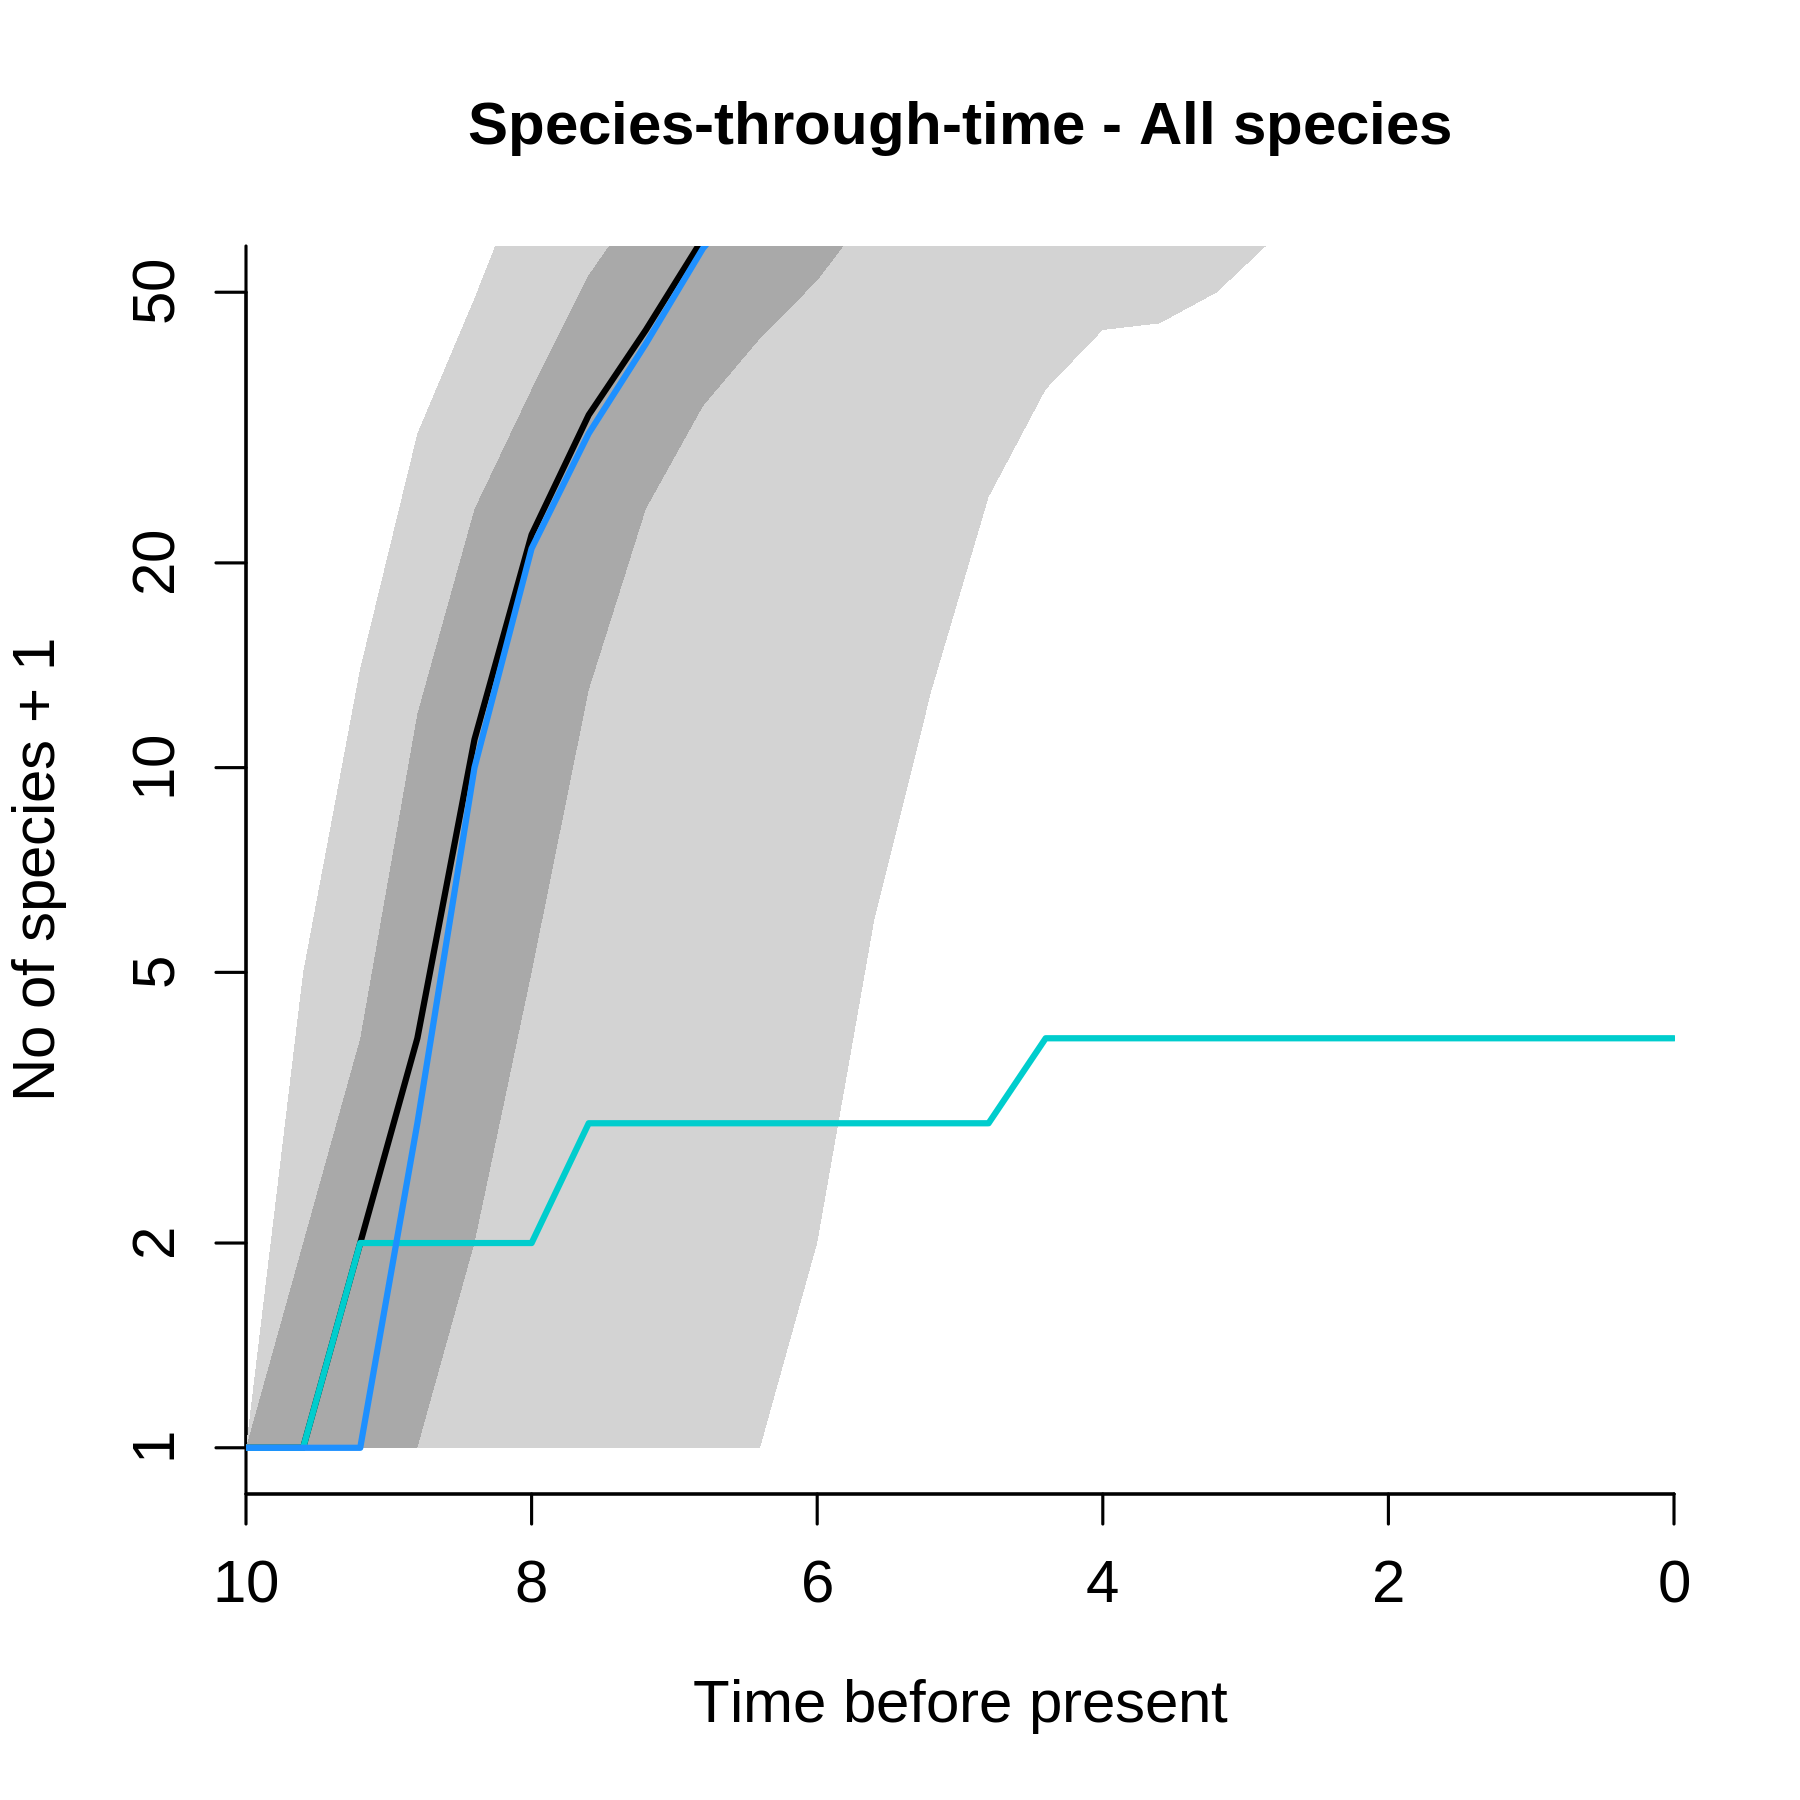 Species-through-time - All species
No of species + 1
50
20
10
5
2
1
10 8 6 4 2 0
Time before present